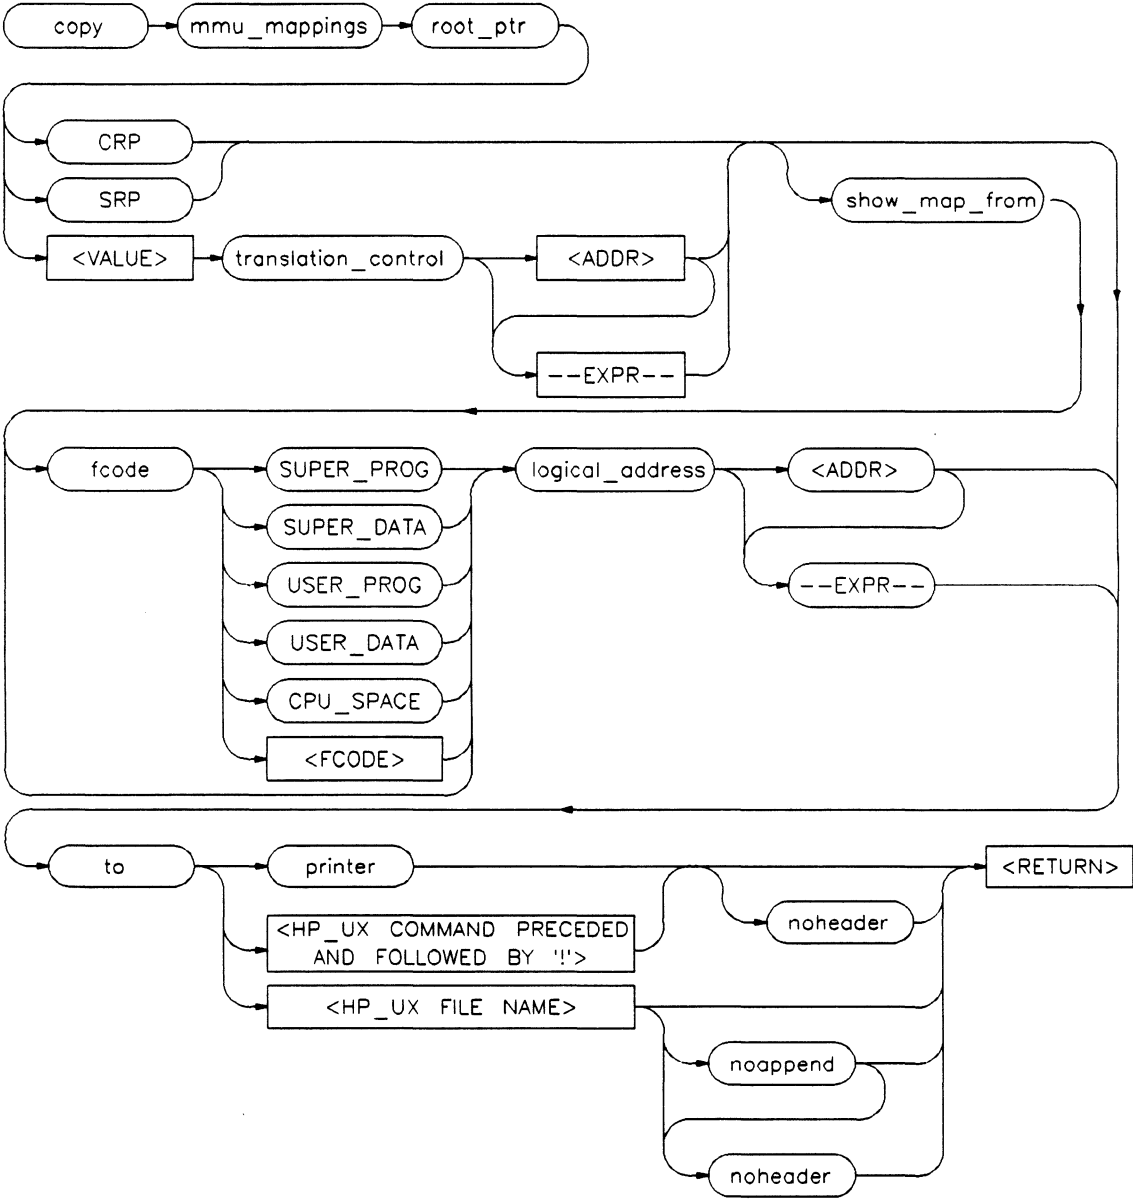 copy mmu_mappings root_ptr
CRP
SRP
show_map_from
<VALUE> translation_control <ADDR>
--EXPR--
fcode SUPER_PROG logical_address <ADDR>
SUPER_DATA
USER_PROG --EXPR--
USER_DATA
CPU_SPACE
<FCODE>
to printer <RETURN>
noheader
<HP_UX COMMAND PRECEDED
AND FOLLOWED BY '!'>
<HP_UX FILE NAME>
noappend
noheader